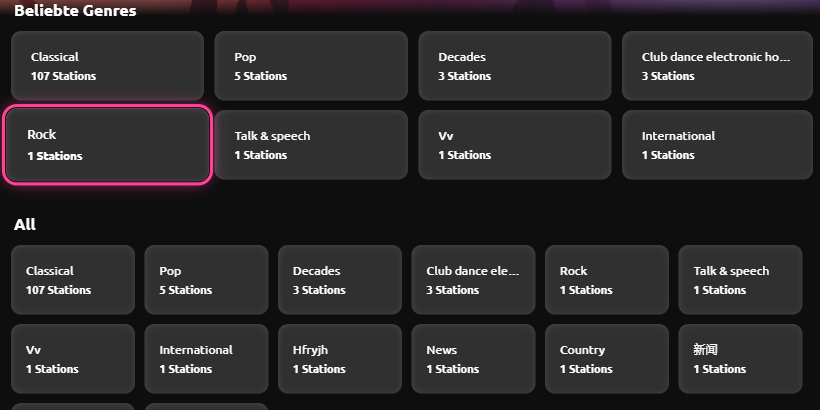 Beliebte Genres
Classical
107 Stations
Pop
5 Stations
Decades
3 Stations
Club dance electronic ho...
3 Stations
Rock
1 Stations
Talk & speech
1 Stations
Vv
1 Stations
International
1 Stations
All
Classical
107 Stations
Pop
5 Stations
Decades
3 Stations
Club dance ele...
3 Stations
Rock
1 Stations
Talk & speech
1 Stations
Vv
1 Stations
International
1 Stations
Hfryjh
1 Stations
News
1 Stations
Country
1 Stations
新闻
1 Stations